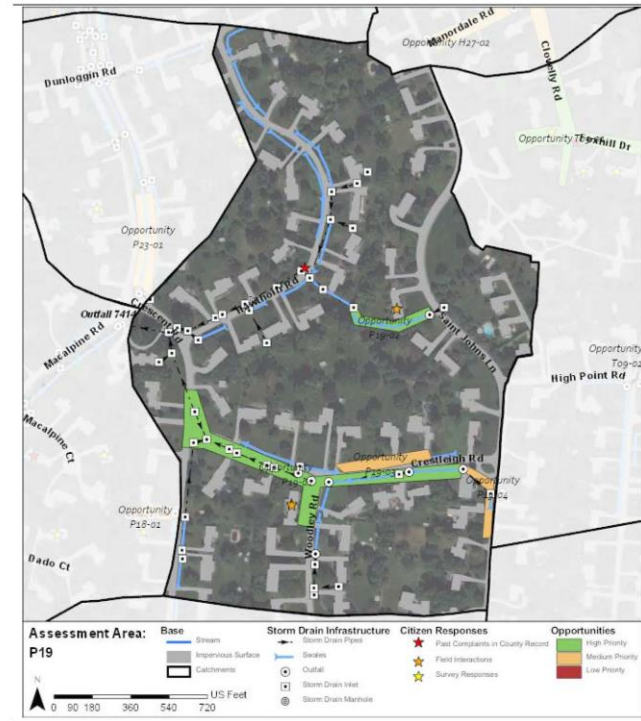 Manordale Rd
Opportunity H27-02
Clovelly Rd
Dunloggin Rd
Foxhill Dr
Opportunity
P23-01
Outfall 7414
Crescent Rd
Macalpine Rd
Opportunity
P19-02
Saint Johns Ln
Opportunity
T09-02
High Point Rd
Macalpine Ct
Opportunity
Crestleigh Rd
Opportunity
P18-01
Woodley Rd
Dado Ct
Assessment Area:
P19
N
0 90 180 360 540 720 US Feet
Base
Stream
Impervious Surface
Catchments
Storm Drain Infrastructure
Storm Drain Pipes
Swales
Outfall
Storm Drain Inlet
Storm Drain Manhole
Citizen Responses
Past Complaints in County Record
Field Interactions
Survey Responses
Opportunities
High Priority
Medium Priority
Low Priority